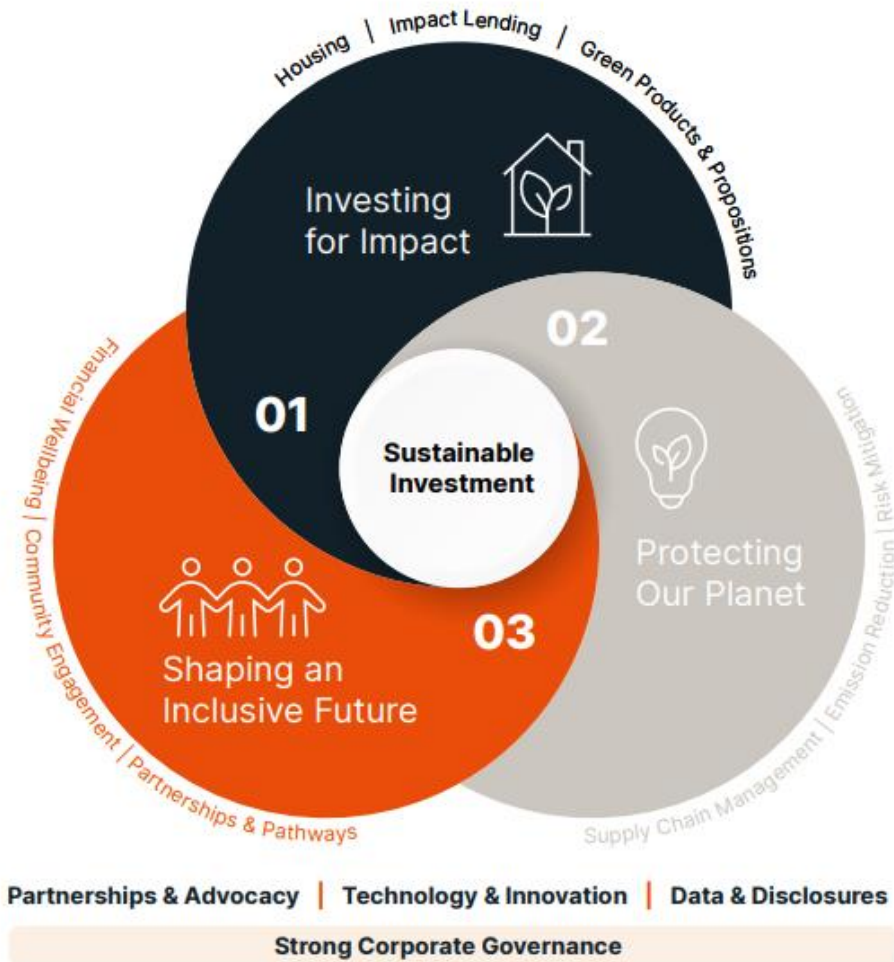 Housing | Impact Lending | Green Products & Propositions
Investing
for Impact
01
02
Sustainable
Investment
Protecting
Our Planet
Supply Chain Management | Emission Reduction | Risk Mitigation
03
Shaping an
Inclusive Future
Financial Wellbeing | Community Engagement | Partnerships & Pathways
Partnerships & Advocacy | Technology & Innovation | Data & Disclosures
Strong Corporate Governance